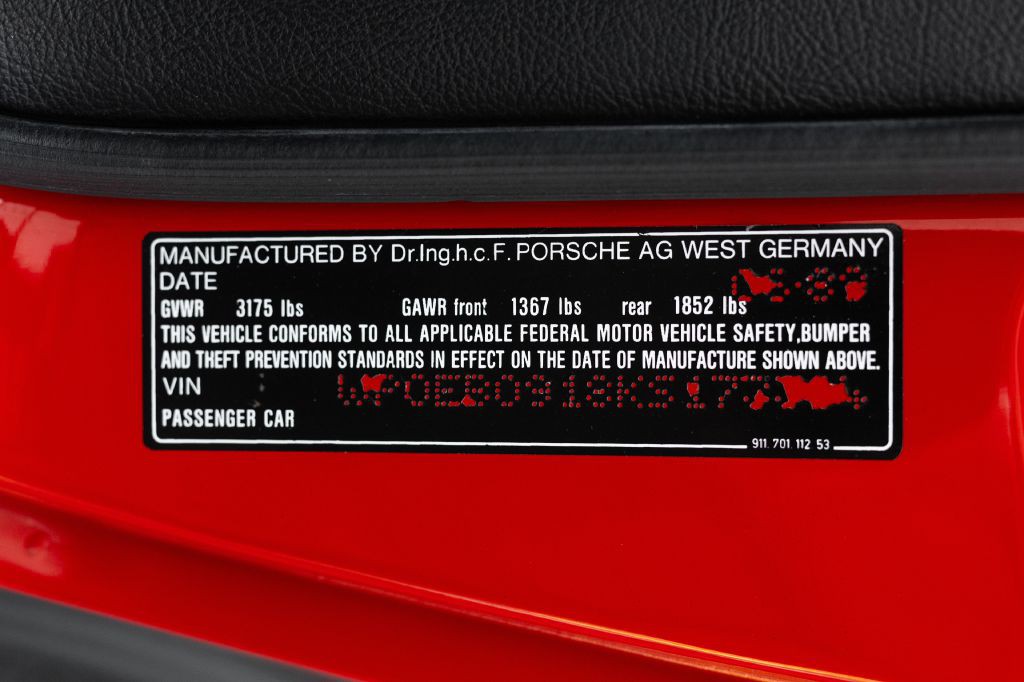 MANUFACTURED BY Dr.Ing.h.c.F. PORSCHE AG WEST GERMANY
DATE
GVWR 3175 lbs GAWR front 1367 lbs rear 1852 lbs
THIS VEHICLE CONFORMS TO ALL APPLICABLE FEDERAL MOTOR VEHICLE SAFETY,BUMPER
AND THEFT PREVENTION STANDARDS IN EFFECT ON THE DATE OF MANUFACTURE SHOWN ABOVE.
VIN
PASSENGER CAR
911. 701. 112 53